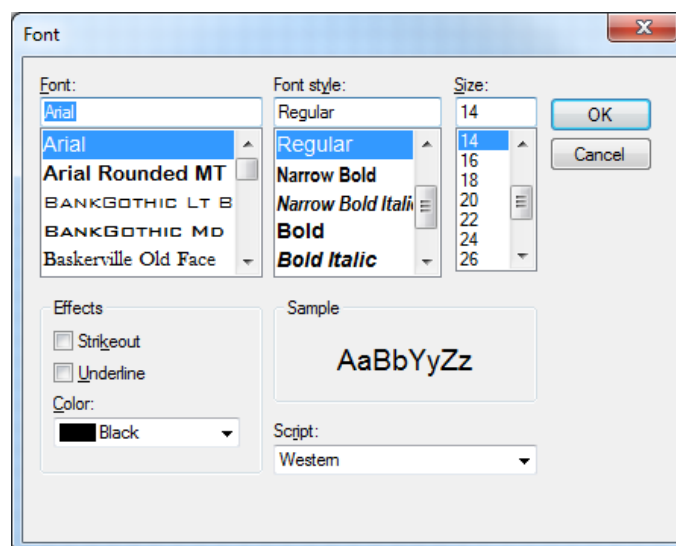 Font
Font: Font style: Size:
Arial Regular 14
OK
Cancel
Arial
Arial Rounded MT
BANKGOTHIC LT B
BANKGOTHIC MD
Baskerville Old Face
Regular
Narrow Bold
Narrow Bold Itali
Bold
Bold Italic
14
16
18
20
22
24
26
Effects
Strikeout
Underline
Color:
Black
Sample
AaBbYyZz
Script:
Western